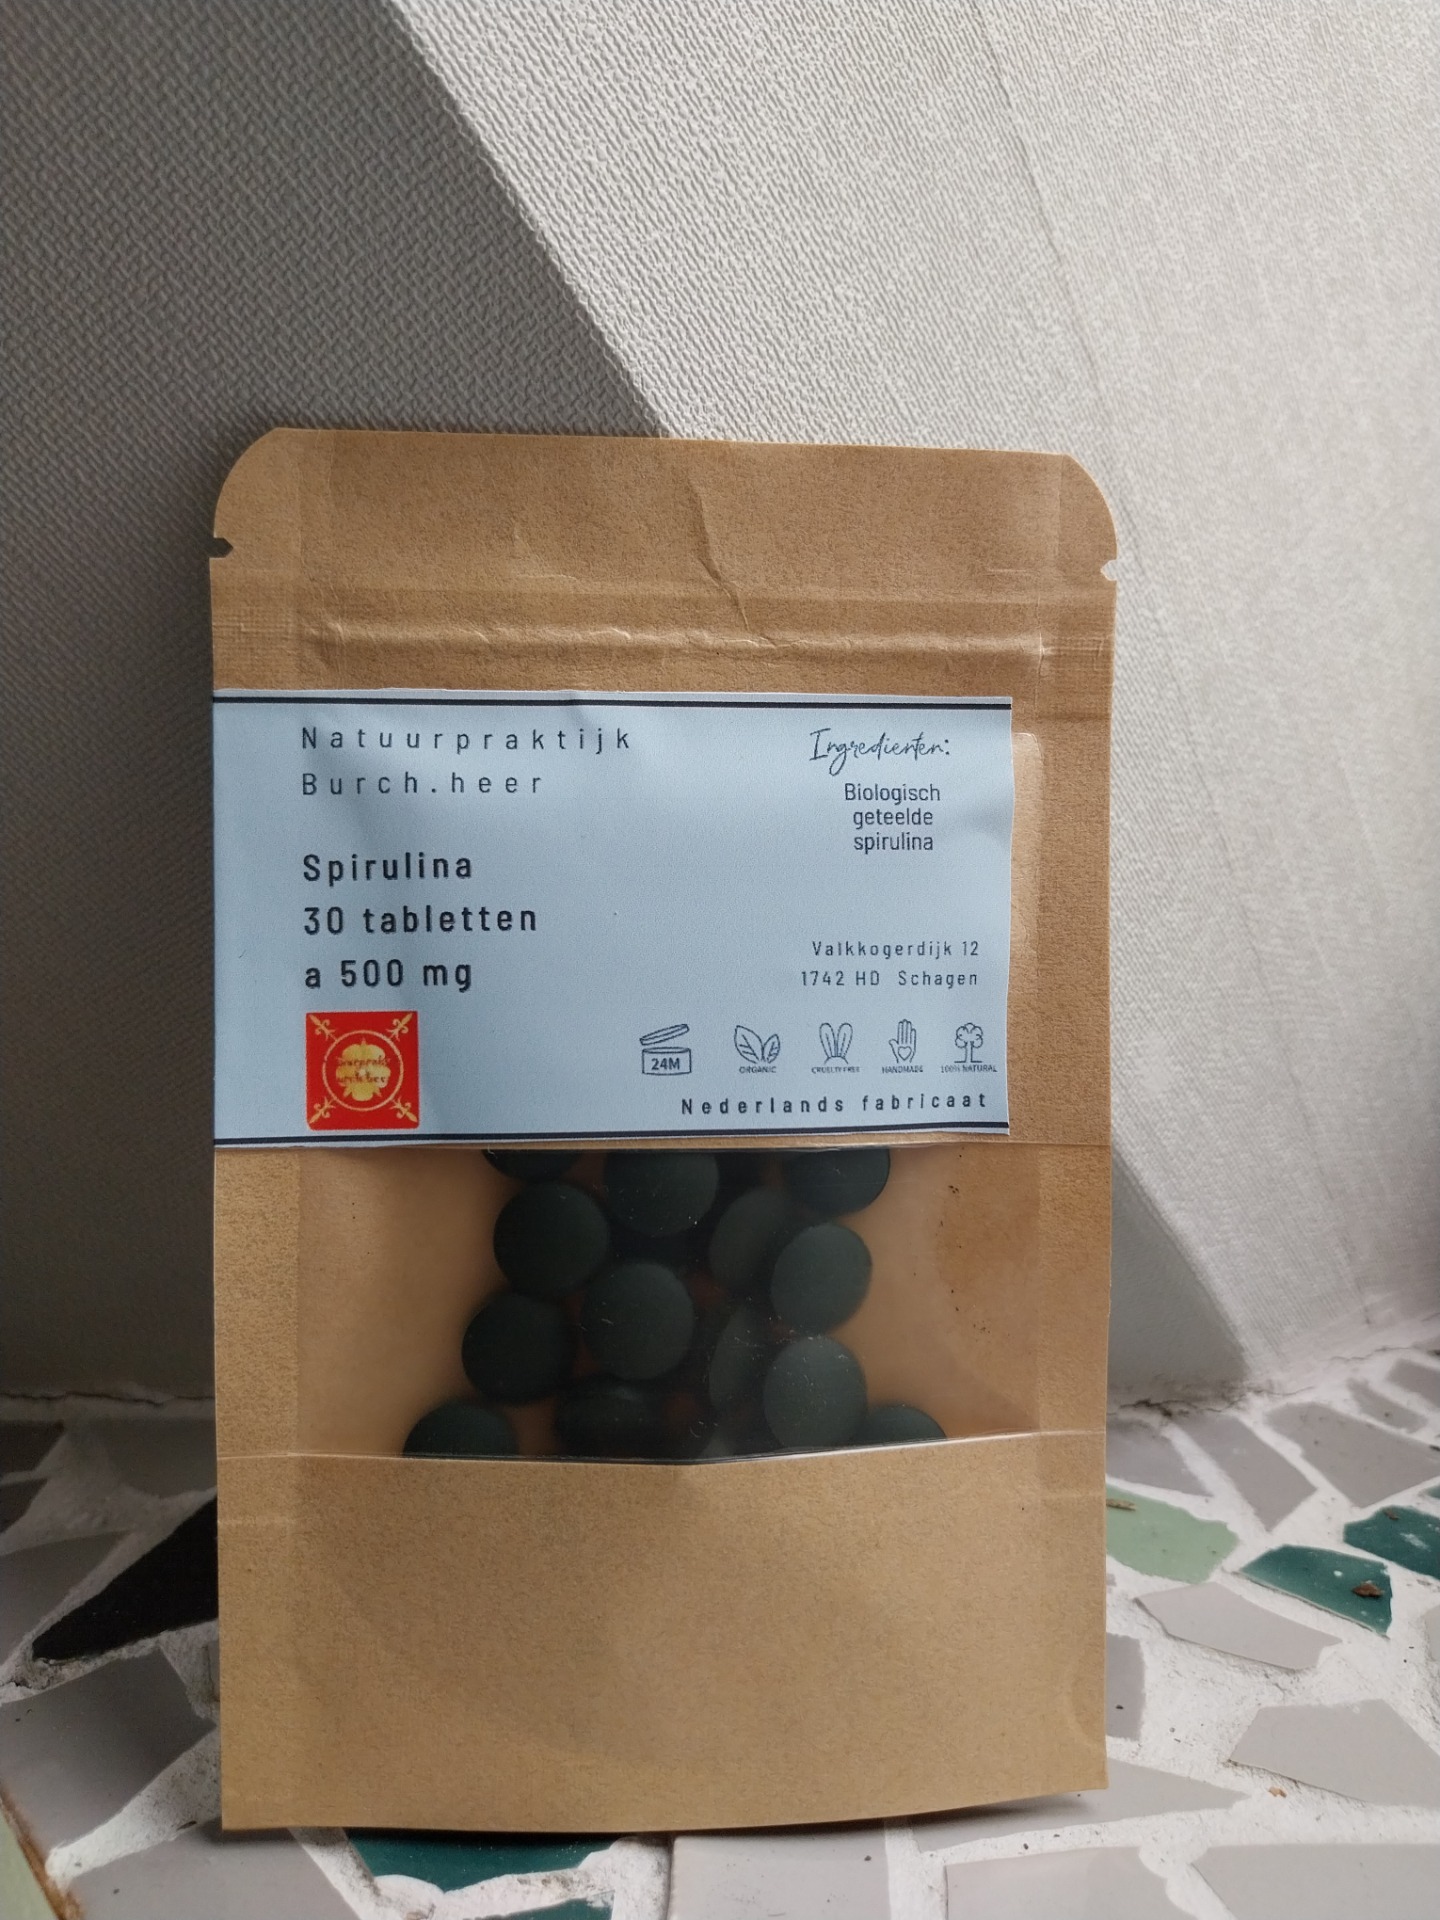 Natuurpraktijk
Burch.heer
Spirulina
30 tabletten
a 500 mg
Ingredienten:
Biologisch
geteelde
spirulina
Valkkogerdijk 12
1742 HD Schagen
24M
ORGANIC
CRUELTY FREE
HANDMADE
100% NATURAL
Nederlands fabricaat